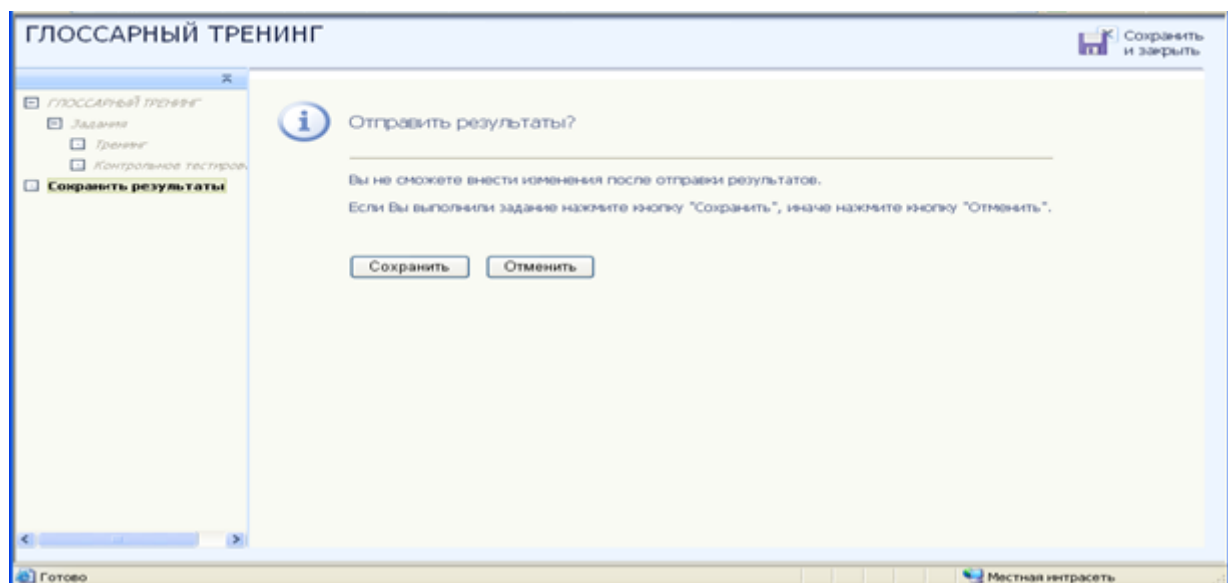 ГЛОССАРНЫЙ ТРЕНИНГ
Сохранить
и закрыть
ГЛОССАРНЫЙ ТРЕНИНГ
Задания
Тренинг
Контрольное тестиров
Сохранить результаты
Отправить результаты?
Вы не сможете внести изменения после отправки результатов.
Если Вы выполнили задание нажмите кнопку "Сохранить", иначе нажмите кнопку "Отменить".
Сохранить Отменить
Готово Местная интрасеть